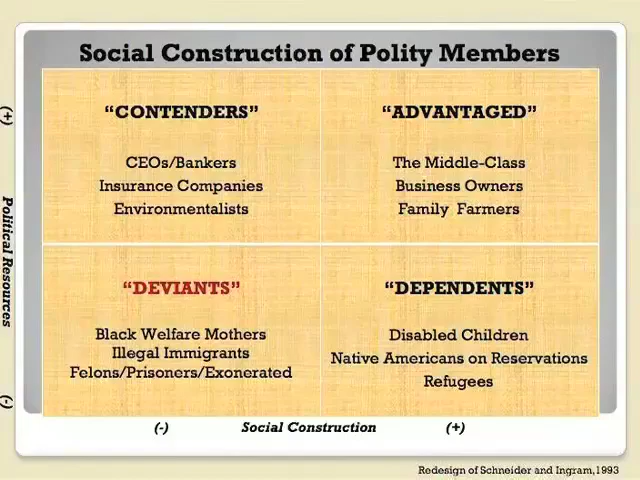 Social Construction of Polity Members
(+)
Political Resources
(-)
“CONTENDERS”
CEOs/Bankers
Insurance Companies
Environmentalists
“ADVANTAGED”
The Middle-Class
Business Owners
Family Farmers
“DEVIANTS”
Black Welfare Mothers
Illegal Immigrants
Felons/Prisoners/Exonerated
“DEPENDENTS”
Disabled Children
Native Americans on Reservations
Refugees
(-) Social Construction (+)
Redesign of Schneider and Ingram,1993